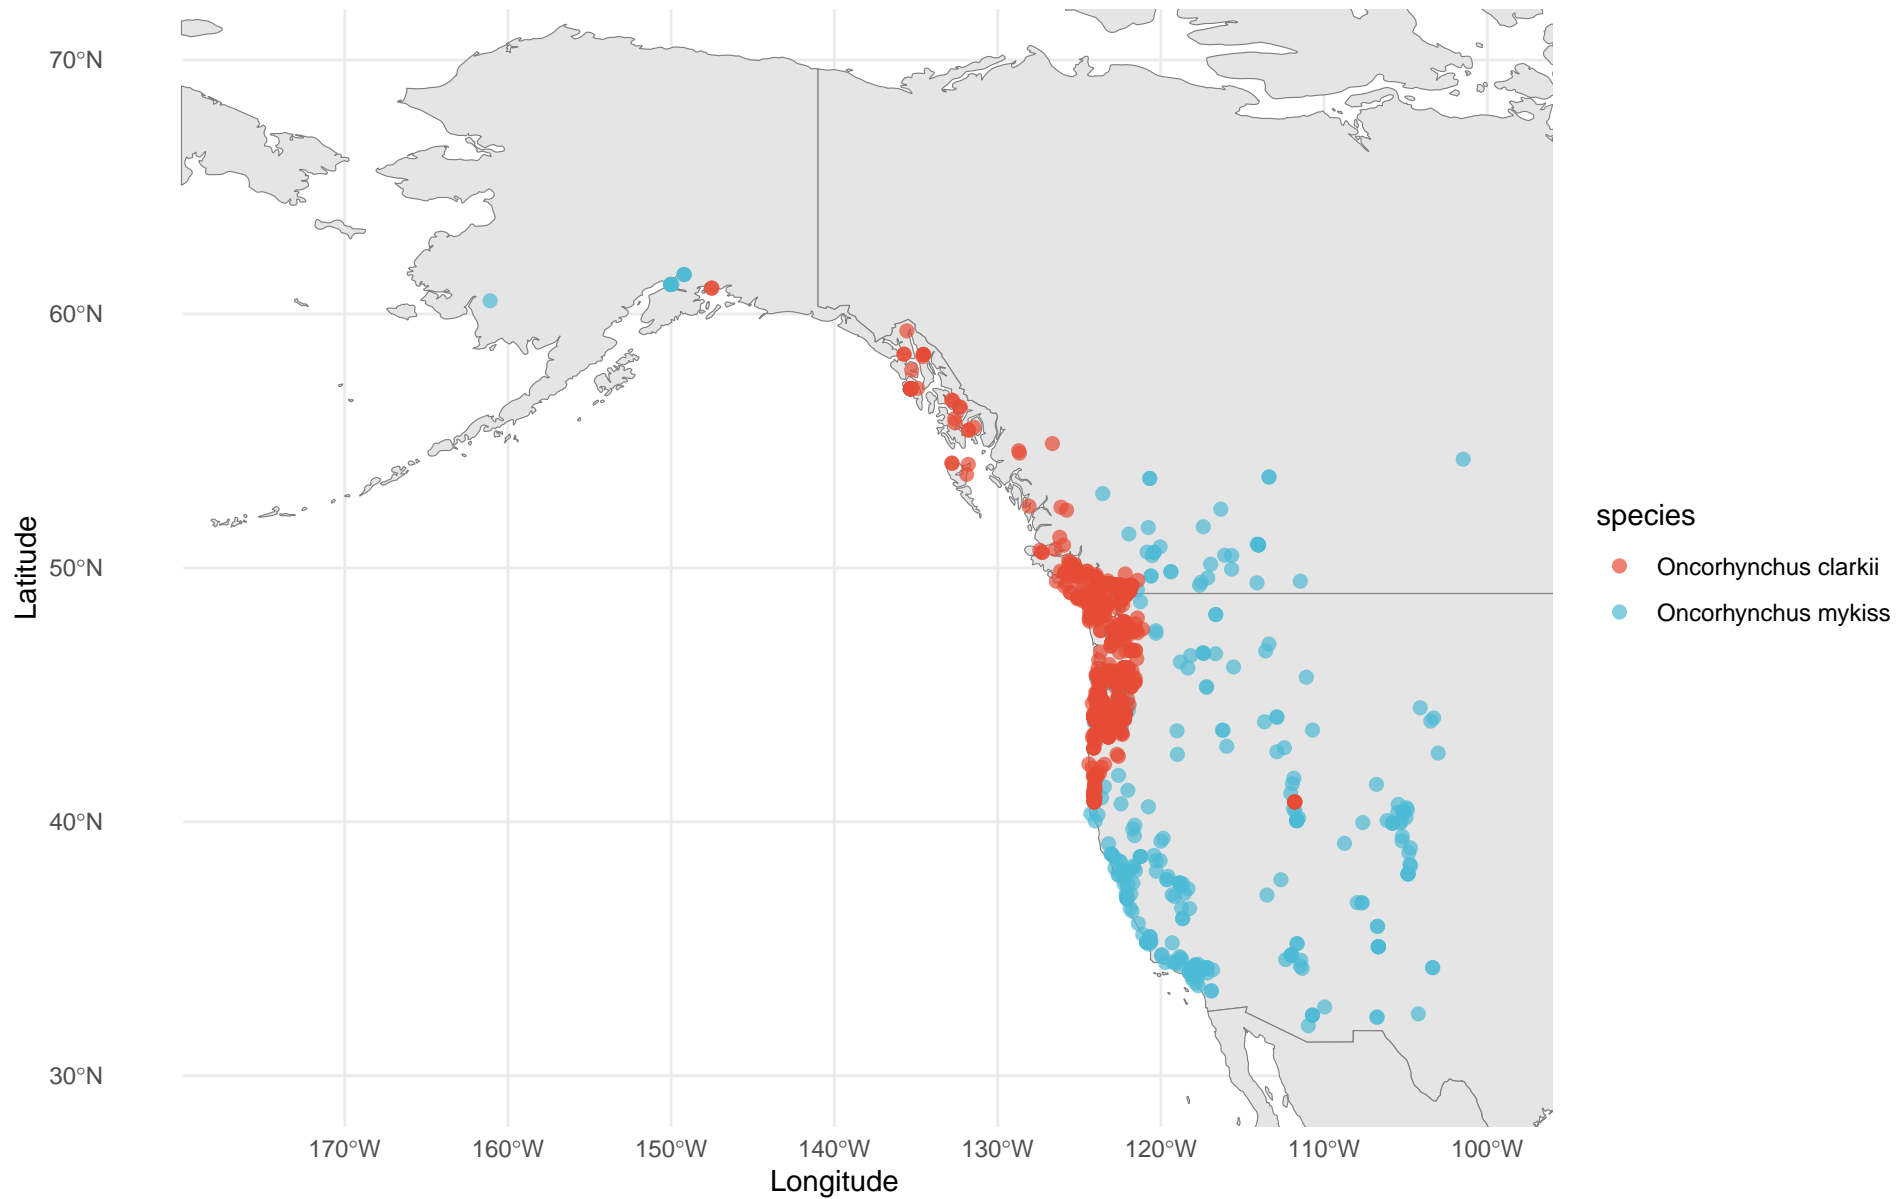 70°N
60°N
50°N
40°N
30°N
Latitude
170°W 160°W 150°W 140°W 130°W 120°W 110°W 100°W
Longitude
species
Oncorhynchus clarkii
Oncorhynchus mykiss